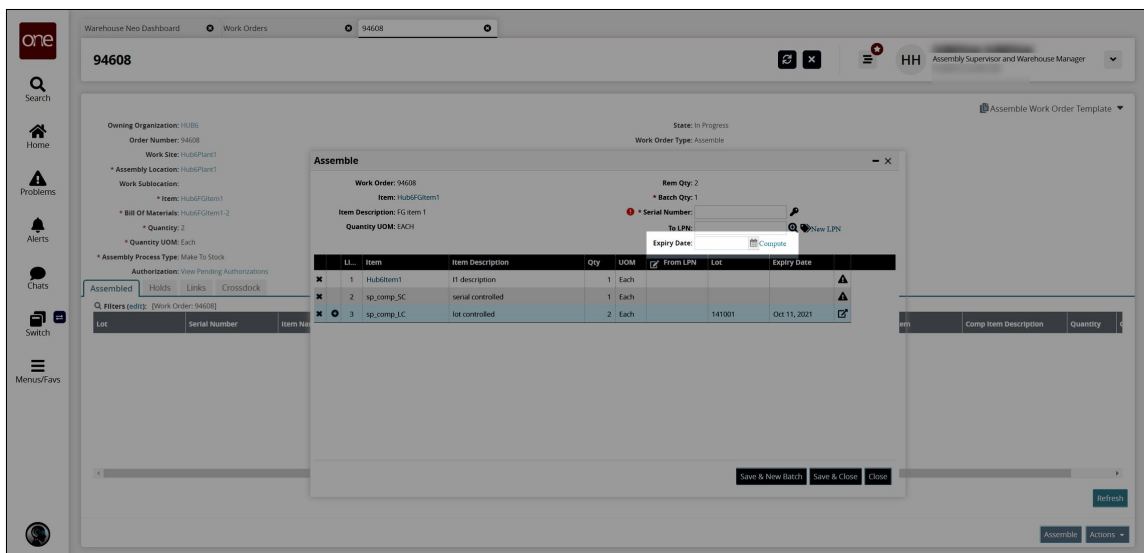 one
Warehouse Neo Dashboard Work Orders 94608
94608
HH Assembly Supervisor and Warehouse Manager
Search
Home
Problems
Alerts
Chats
Switch
Menus/Favs
Assemble Work Order Template
Owning Organization: HUB6
Order Number: 94608
Work Site: Hub6Plant1
* Assembly Location: Hub6Plant1
Work Sublocation:
* Item: Hub6FGItem1
* Bill Of Materials: Hub6FGItem1-2
* Quantity: 2
* Quantity UOM: Each
* Assembly Process Type: Make To Stock
Authorization: View Pending Authorizations
State: In Progress
Work Order Type: Assemble
Assembled Holds Links Crossdock
Filters (edit): [Work Order: 94608]
Lot Serial Number Item Comp Item Description Quantity
Assemble
Work Order: 94608
Item: Hub6FGItem1
Item Description: FG item 1
Quantity UOM: EACH
Rem Qty: 2
* Batch Qty: 1
* Serial Number:
To LPN: New LPN
Expiry Date: Compute
Li... Item Item Description Qty UOM From LPN Lot Expiry Date
1 Hub6Item1 I1 description 1 Each
2 sp_comp_SC serial controlled 1 Each
3 sp_comp_LC lot controlled 2 Each 141001 Oct 11, 2021
Save & New Batch Save & Close Close
Refresh
Assemble Actions